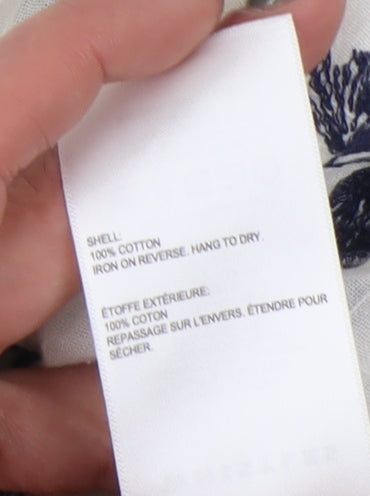 SHELL:
100% COTTON
IRON ON REVERSE. HANG TO DRY.
ÉTOFFE EXTÉRIEURE:
100% COTON
REPASSAGE SUR L'ENVERS. ÉTENDRE POUR
SÉCHER.